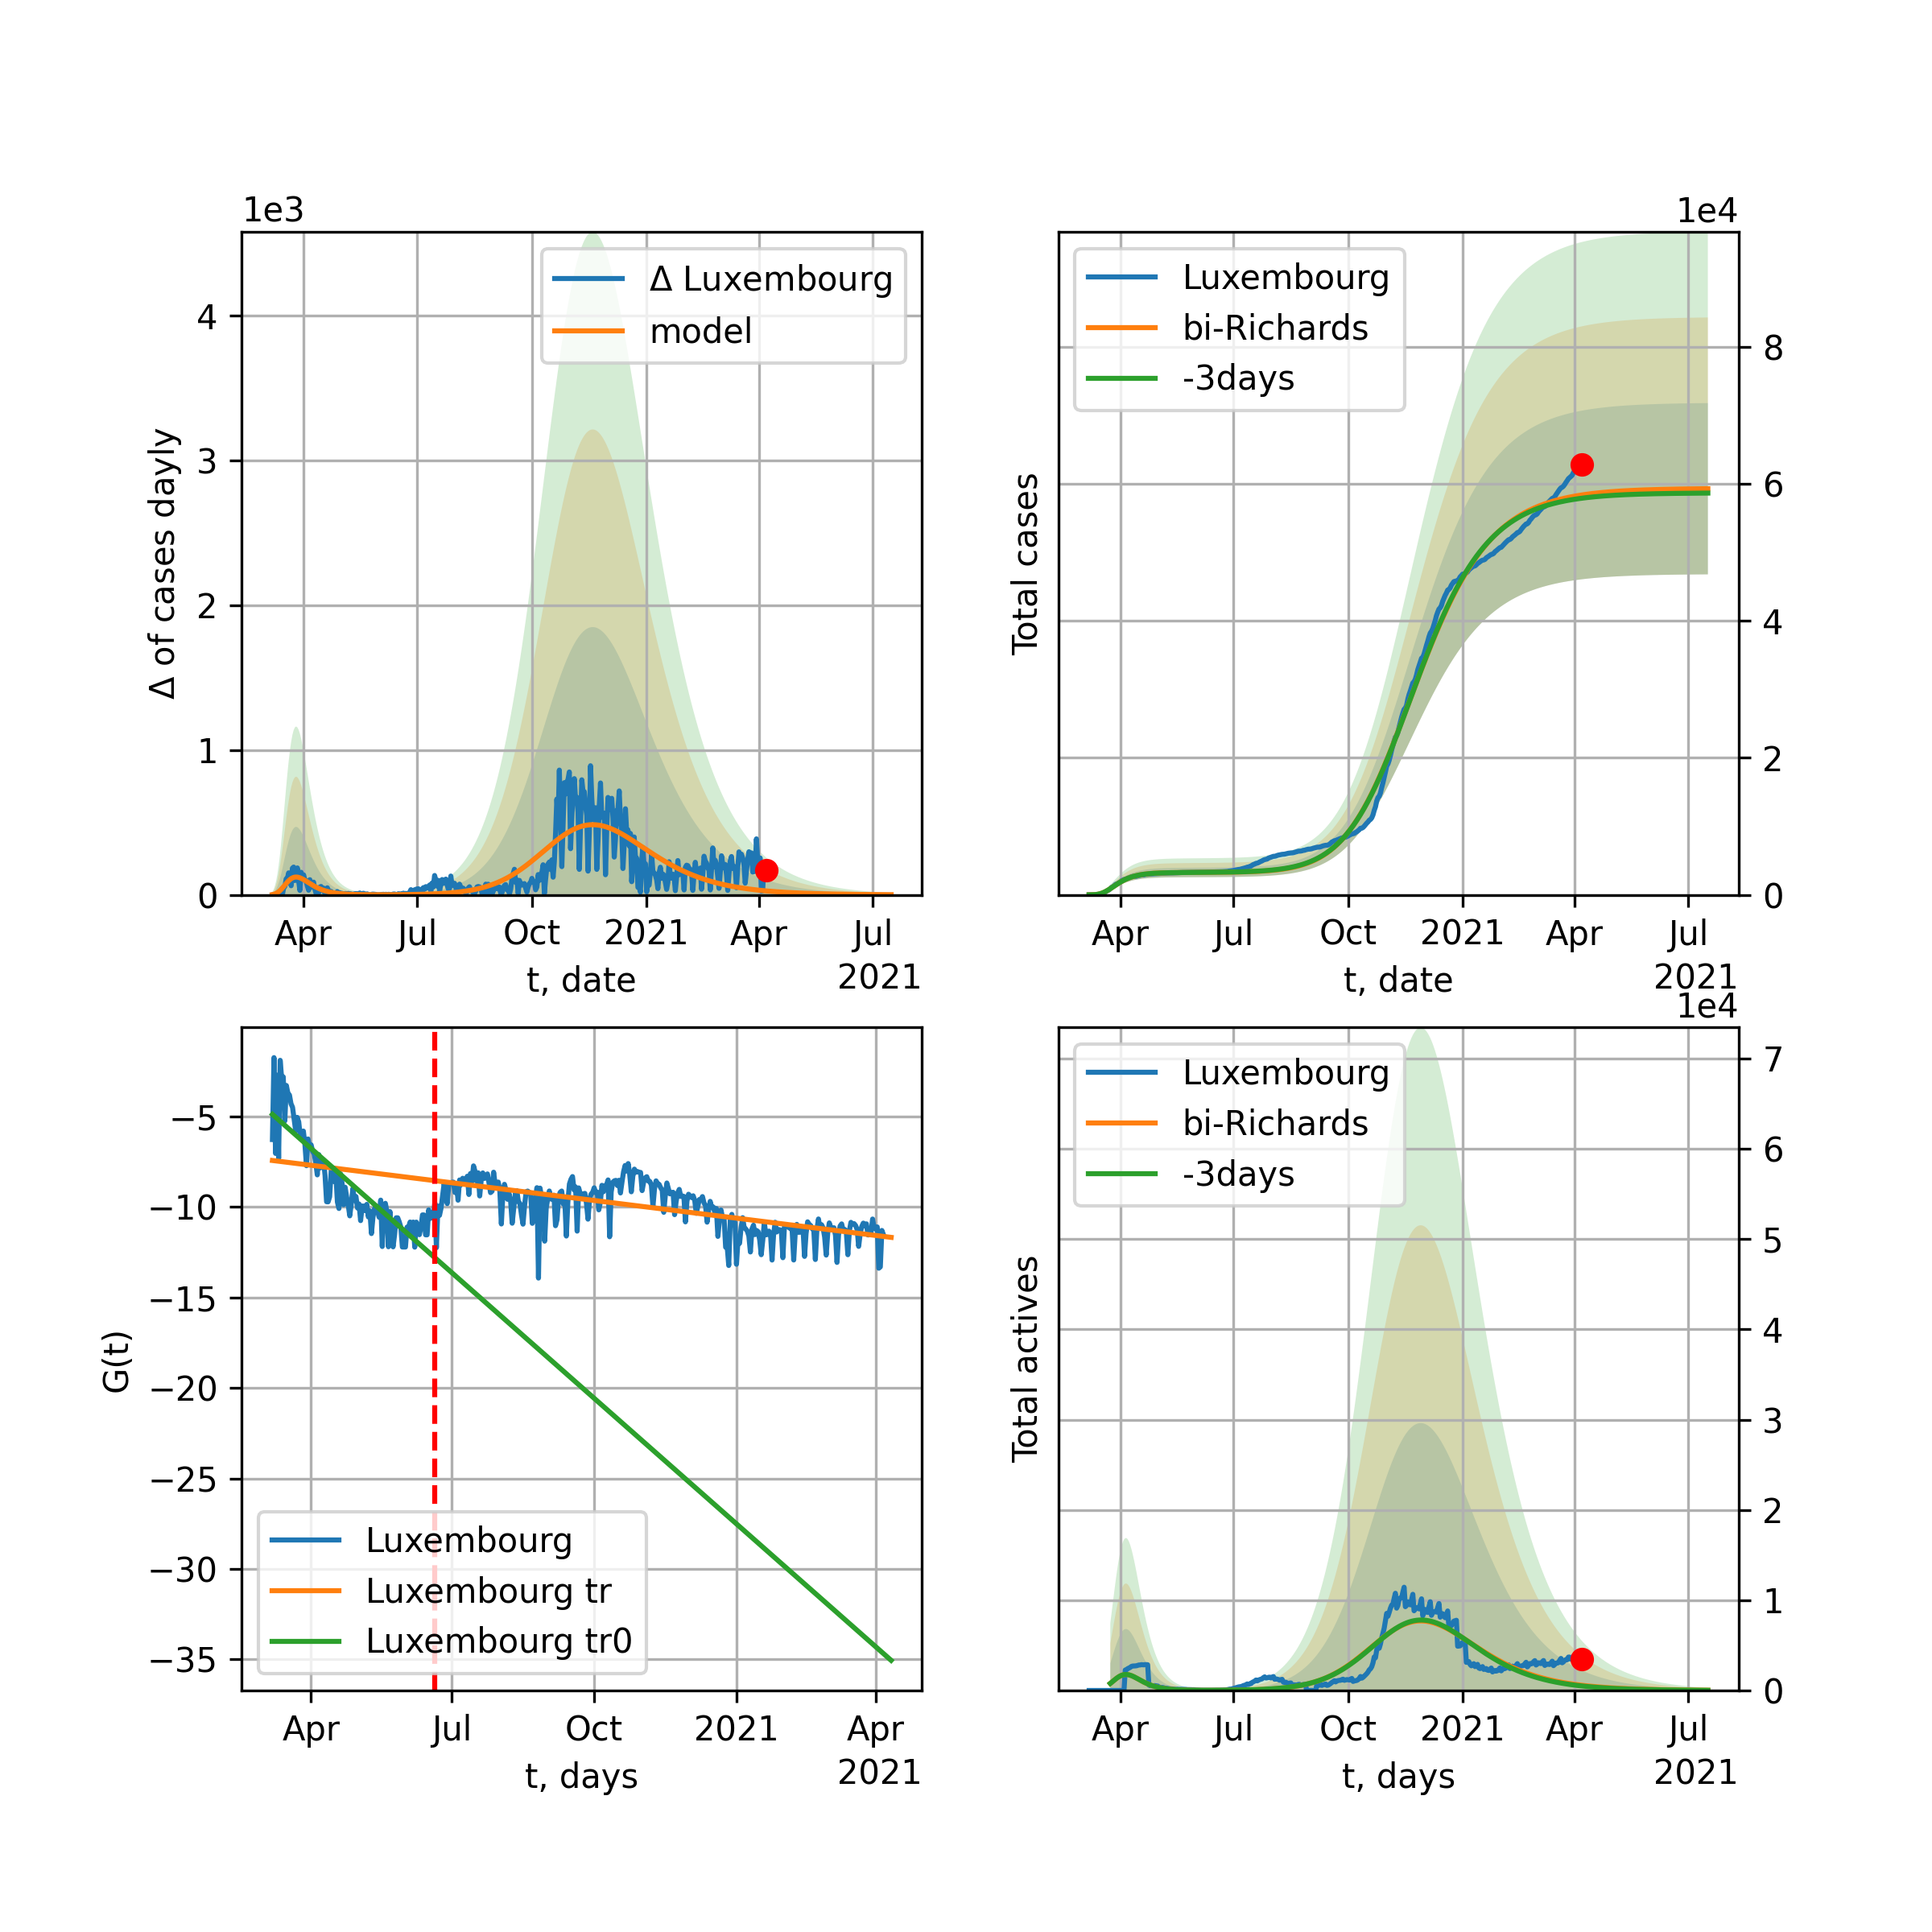 1e3
Δ of cases dayly
4
3
2
1
0
Δ Luxembourg
model
Apr
Jul
Oct
2021
Apr
Jul
2021
t, date
1e4
Total cases
Luxembourg
bi-Richards
-3days
8
6
4
2
0
Apr
Jul
Oct
2021
Apr
Jul
2021
t, date
G(t)
−5
−10
−15
−20
−25
−30
−35
Luxembourg
Luxembourg tr
Luxembourg tr0
Apr
Jul
Oct
2021
Apr
2021
t, days
1e4
Total actives
Luxembourg
bi-Richards
-3days
7
6
5
4
3
2
1
0
Apr
Jul
Oct
2021
Apr
Jul
2021
t, days